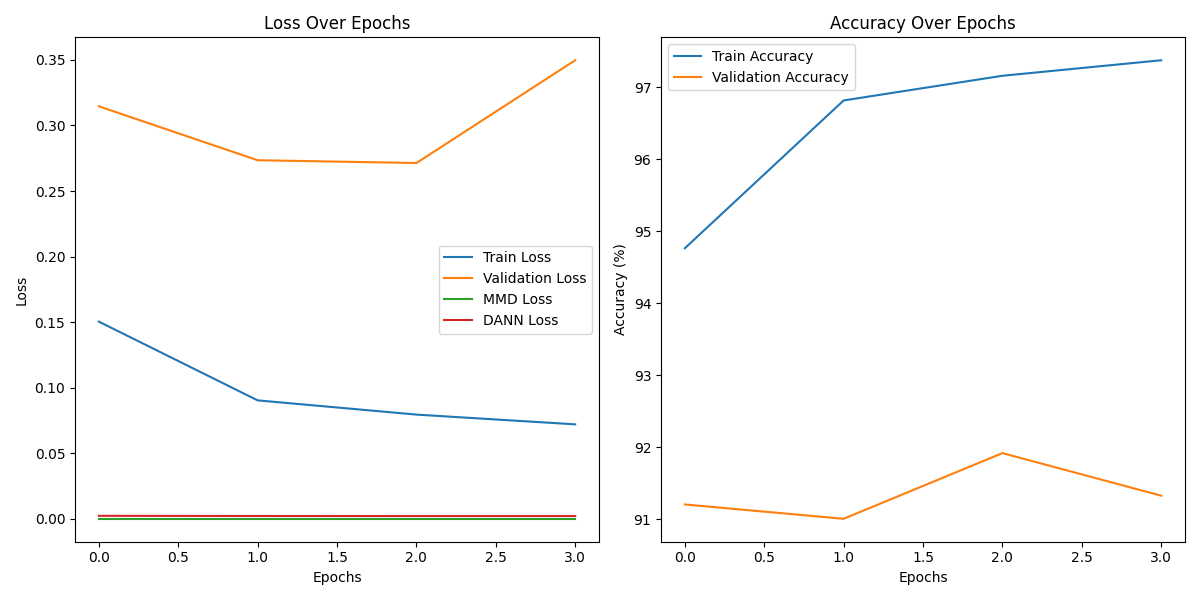 Loss Over Epochs
0.35
0.30
0.25
0.20
0.15
0.10
0.05
0.00
Loss
Train Loss
Validation Loss
MMD Loss
DANN Loss
0.0 0.5 1.0 1.5 2.0 2.5 3.0
Epochs
Accuracy Over Epochs
Train Accuracy
Validation Accuracy
97
96
95
94
93
92
91
Accuracy (%)
0.0 0.5 1.0 1.5 2.0 2.5 3.0
Epochs